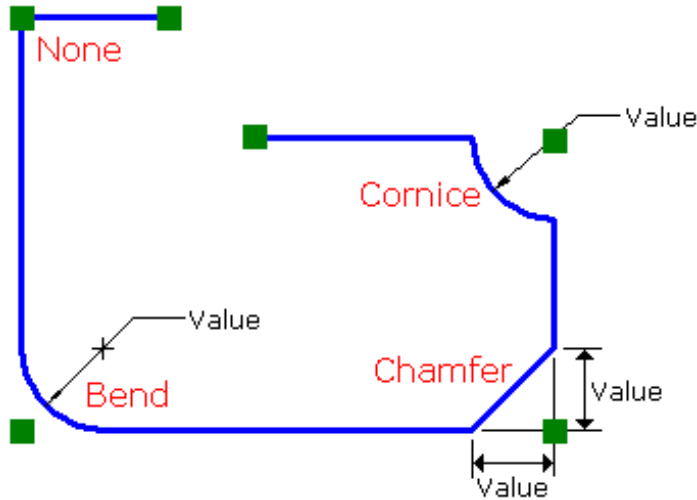 None
Value
Cornice
Value
Chamfer
Bend
Value
Value